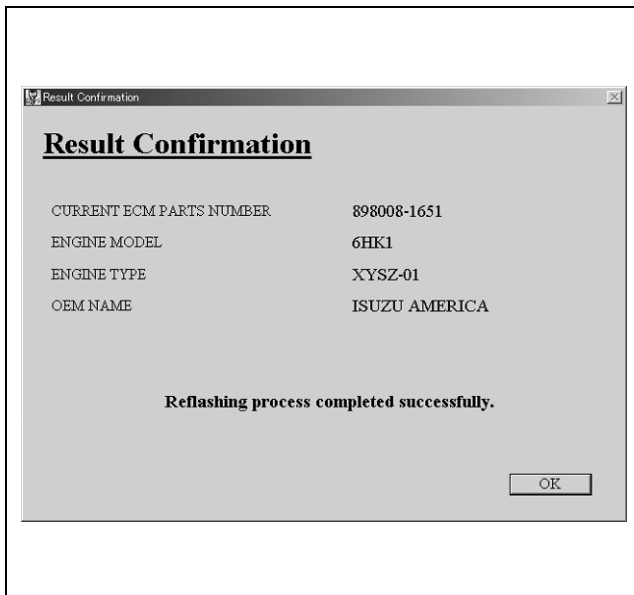 Result Confirmation
Result Confirmation
CURRENT ECM PARTS NUMBER 898008-1651
ENGINE MODEL 6HK1
ENGINE TYPE XYSZ-01
OEM NAME ISUZU AMERICA
Reflashing process completed successfully.
OK